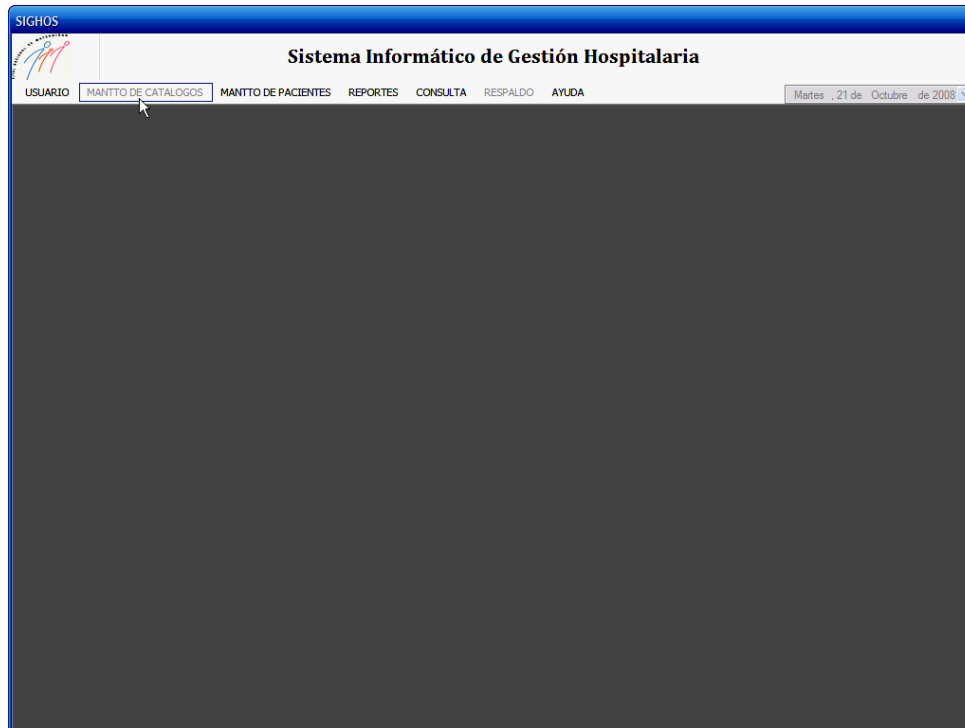 SIGHOS
Sistema Informático de Gestión Hospitalaria
USUARIO MANTTO DE CATALOGOS MANTTO DE PACIENTES REPORTES CONSULTA RESPALDO AYUDA
Martes , 21 de Octubre de 2008